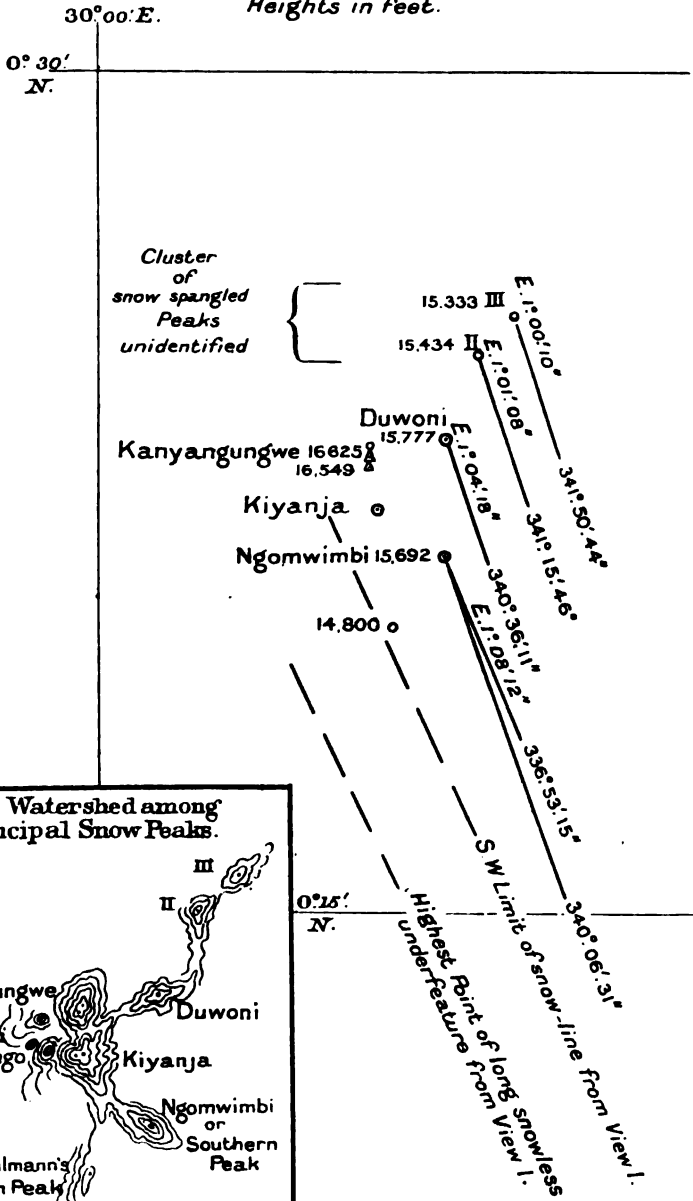 Heights in feet.
30°00'. E.
0° 30'
N.
Cluster
of
snow spangled
Peaks
unidentified
15.333 III
E. 1° 00' 10"
15,434 II
E. 1° 01' 08"
Duwoni
15,777
E. 1° 04' 18"
Kanyangungwe 16625
16,549
Kiyanja
341° 50' 44"
341° 15' 46"
Ngomwimbi 15,692
340° 36' 11"
E. 1° 08' 12"
14,800
336° 53' 15"
340° 06' 31"
0° 15'
N.
S. W Limit of snow-line from View I.
Highest Point of long snowless
underfeature from View I.
Watershed among
ncipal Snow Peaks.
III
II
ungwe
Duwoni
ngo
Kiyanja
Ngomwimbi
or
Southern
Peak
lmann's
n Peak